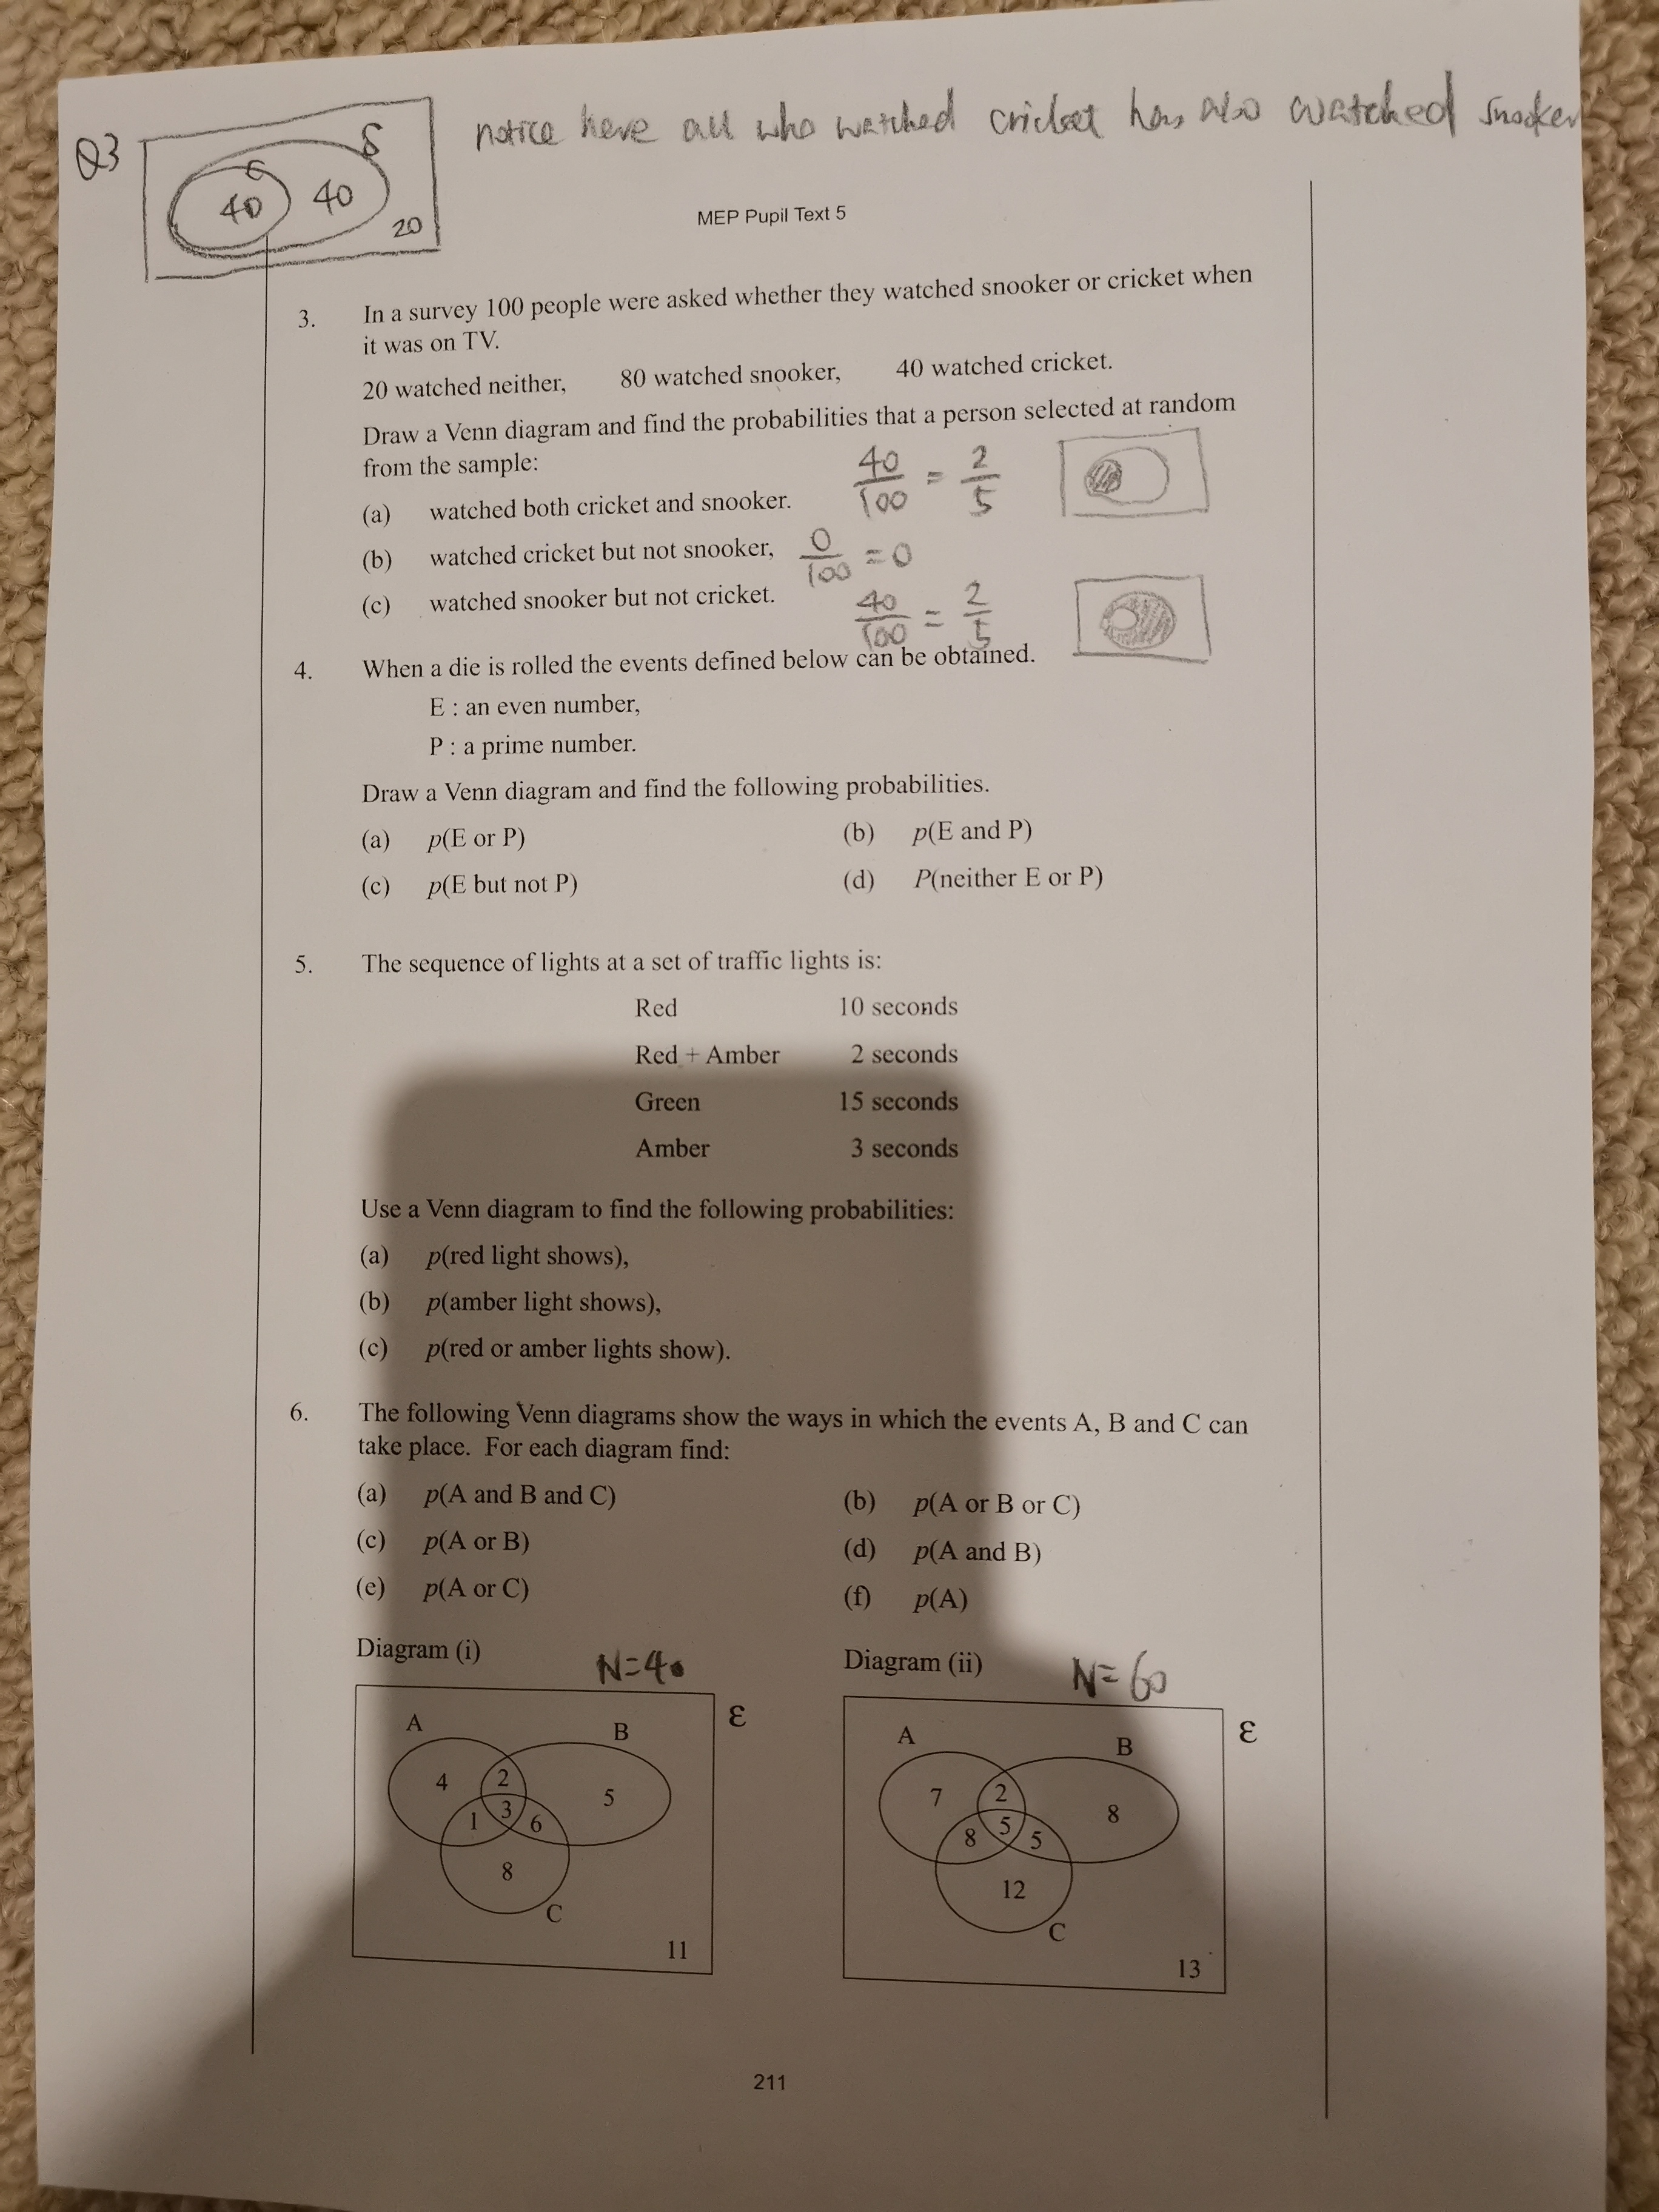 Q3
notice here all who watched cricket has also watched snooker
C
S
40
40
20
MEP Pupil Text 5
3. In a survey 100 people were asked whether they watched snooker or cricket when
it was on TV.
20 watched neither, 80 watched snooker, 40 watched cricket.
Draw a Venn diagram and find the probabilities that a person selected at random
from the sample:
(a) watched both cricket and snooker. 40/100 = 2/5
(b) watched cricket but not snooker, 0/100 = 0
(c) watched snooker but not cricket. 40/100 = 2/5
4. When a die is rolled the events defined below can be obtained.
E : an even number,
P : a prime number.
Draw a Venn diagram and find the following probabilities.
(a) p(E or P) (b) p(E and P)
(c) p(E but not P) (d) P(neither E or P)
5. The sequence of lights at a set of traffic lights is:
Red 10 seconds
Red + Amber 2 seconds
Green 15 seconds
Amber 3 seconds
Use a Venn diagram to find the following probabilities:
(a) p(red light shows),
(b) p(amber light shows),
(c) p(red or amber lights show).
6. The following Venn diagrams show the ways in which the events A, B and C can
take place. For each diagram find:
(a) p(A and B and C) (b) p(A or B or C)
(c) p(A or B) (d) p(A and B)
(e) p(A or C) (f) p(A)
Diagram (i) N=40
ε
A
B
4
2
5
1
3
6
8
C
11
Diagram (ii) N=60
ε
A
B
7
2
8
8
5
5
12
C
13
211